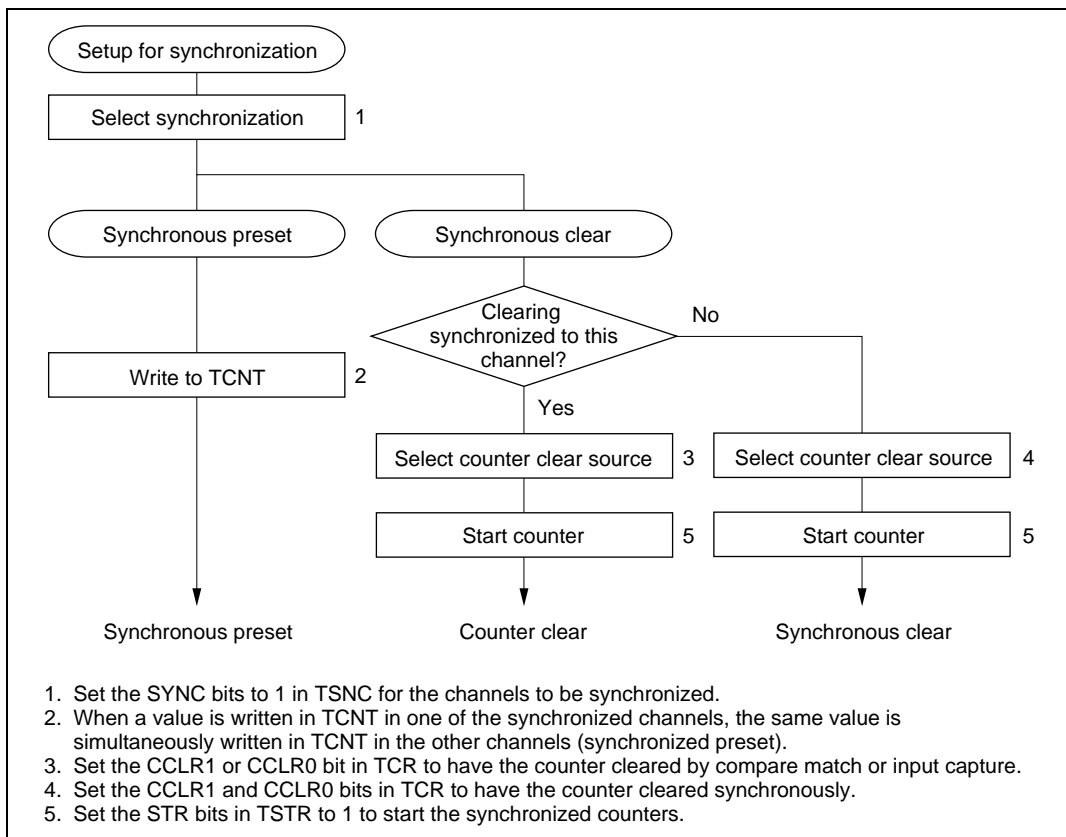 Setup for synchronization
Select synchronization 1
Synchronous preset
Synchronous clear
Clearing
synchronized to this
channel?
No
Write to TCNT 2
Yes
Select counter clear source 3
Select counter clear source 4
Start counter 5
Start counter 5
Synchronous preset
Counter clear
Synchronous clear
1. Set the SYNC bits to 1 in TSNC for the channels to be synchronized.
2. When a value is written in TCNT in one of the synchronized channels, the same value is
simultaneously written in TCNT in the other channels (synchronized preset).
3. Set the CCLR1 or CCLR0 bit in TCR to have the counter cleared by compare match or input capture.
4. Set the CCLR1 and CCLR0 bits in TCR to have the counter cleared synchronously.
5. Set the STR bits in TSTR to 1 to start the synchronized counters.